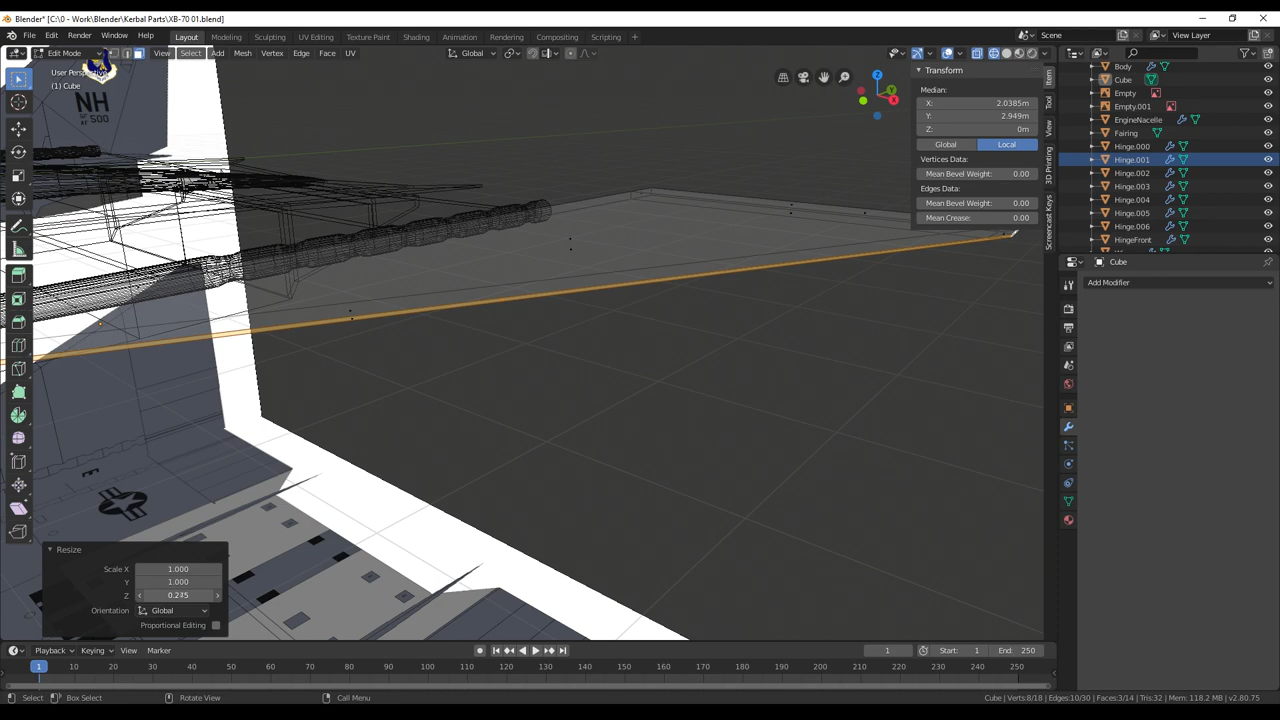 Blender* [C:\0 - Work\Blender\Kerbal Parts\XB-70 01.blend]
File Edit Render Window Help Layout Modeling Sculpting UV Editing Texture Paint Shading Animation Rendering Compositing Scripting + Scene View Layer
Edit Mode View Select Add Mesh Vertex Edge Face UV Global
User Perspective
(1) Cube
NH
500
Transform
Median:
X: 2.0385m
Y: 2.949m
Z: 0m
Global Local
Vertices Data:
Mean Bevel Weight: 0.00
Edges Data:
Mean Bevel Weight: 0.00
Mean Crease: 0.00
Item
Tool
View
3D Printing
Screencast Keys
Z
Y
X
Body
Cube
Empty
Empty.001
EngineNacelle
Fairing
Hinge.000
Hinge.001
Hinge.002
Hinge.003
Hinge.004
Hinge.005
Hinge.006
HingeFront
Cube
Add Modifier
Resize
Scale X 1.000
Y 1.000
Z 0.245
Orientation Global
Proportional Editing
Playback Keying View Marker 1 Start: 1 End: 250
1 10 20 30 40 50 60 70 80 90 100 110 120 130 140 150 160 170 180 190 200 210 220 230 240 250
Select Box Select Rotate View Call Menu Cube | Verts:8/18 | Edges:10/30 | Faces:3/14 | Tris:32 | Mem: 118.2 MB | v2.80.75